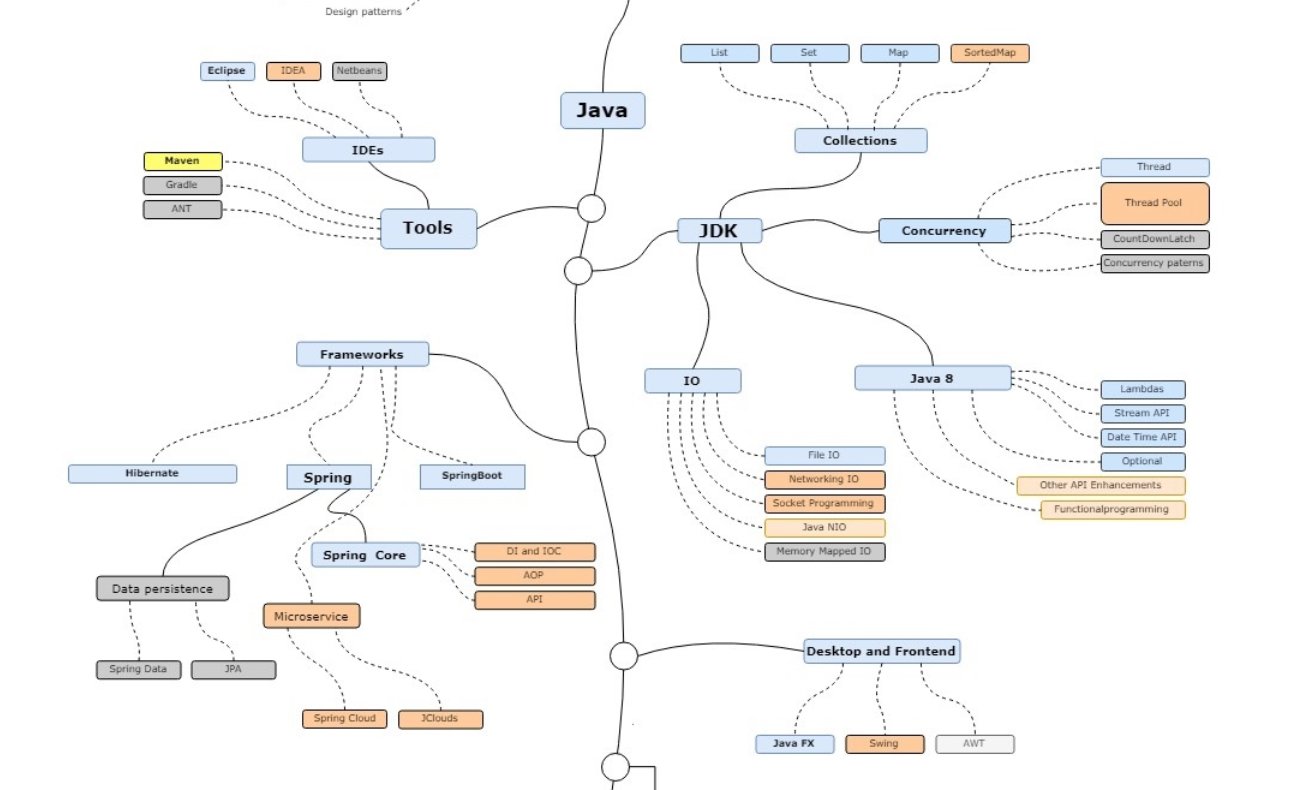 Design patterns
List
Set
Map
SortedMap
Eclipse
IDEA
Netbeans
Java
Collections
IDEs
Maven
Gradle
ANT
Tools
JDK
Concurrency
Thread
Thread Pool
CountDownLatch
Concurrency paterns
Frameworks
IO
Java 8
Lambdas
Stream API
Date Time API
Optional
Other API Enhancements
Functionalprogramming
File IO
Networking IO
Socket Programming
Java NIO
Memory Mapped IO
Hibernate
Spring
SpringBoot
Spring Core
DI and IOC
AOP
API
Data persistence
Microservice
Spring Data
JPA
Spring Cloud
JClouds
Desktop and Frontend
Java FX
Swing
AWT